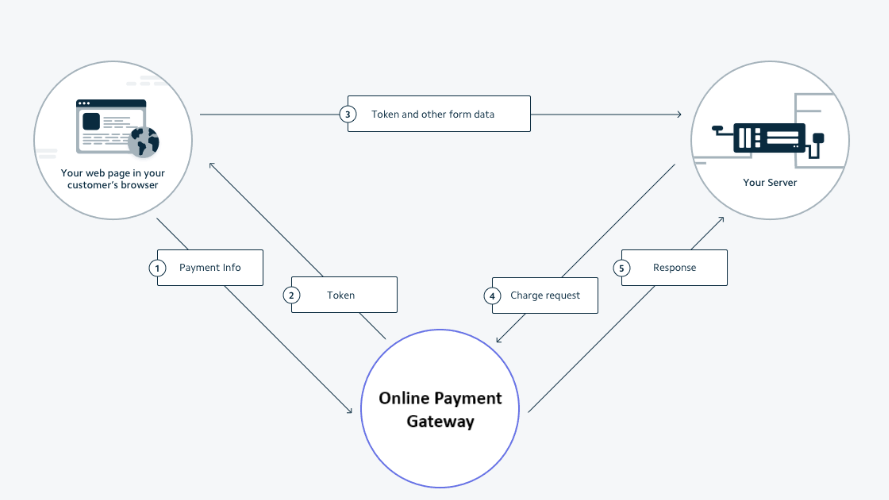 3
Token and other form data
Your web page in your
customer's browser
Your Server
1
Payment Info
2
Token
4
Charge request
5
Response
Online Payment
Gateway